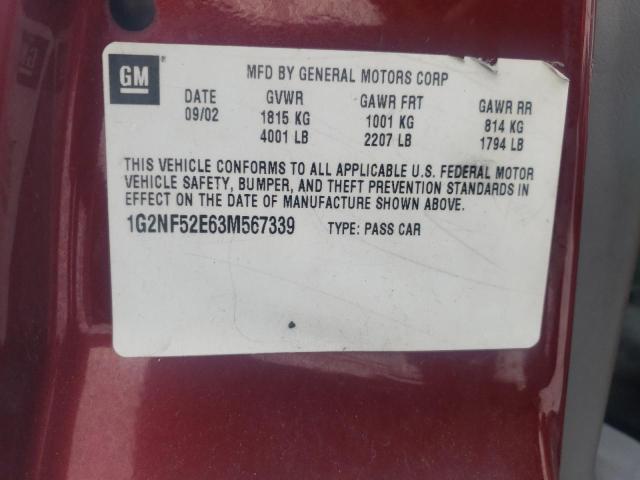 GM ® MFD BY GENERAL MOTORS CORP
DATE GVWR GAWR FRT GAWR RR
09/02 1815 KG 1001 KG 814 KG
4001 LB 2207 LB 1794 LB
THIS VEHICLE CONFORMS TO ALL APPLICABLE U.S. FEDERAL MOTOR
VEHICLE SAFETY, BUMPER, AND THEFT PREVENTION STANDARDS IN
EFFECT ON THE DATE OF MANUFACTURE SHOWN ABOVE.
1G2NF52E63M567339 TYPE: PASS CAR